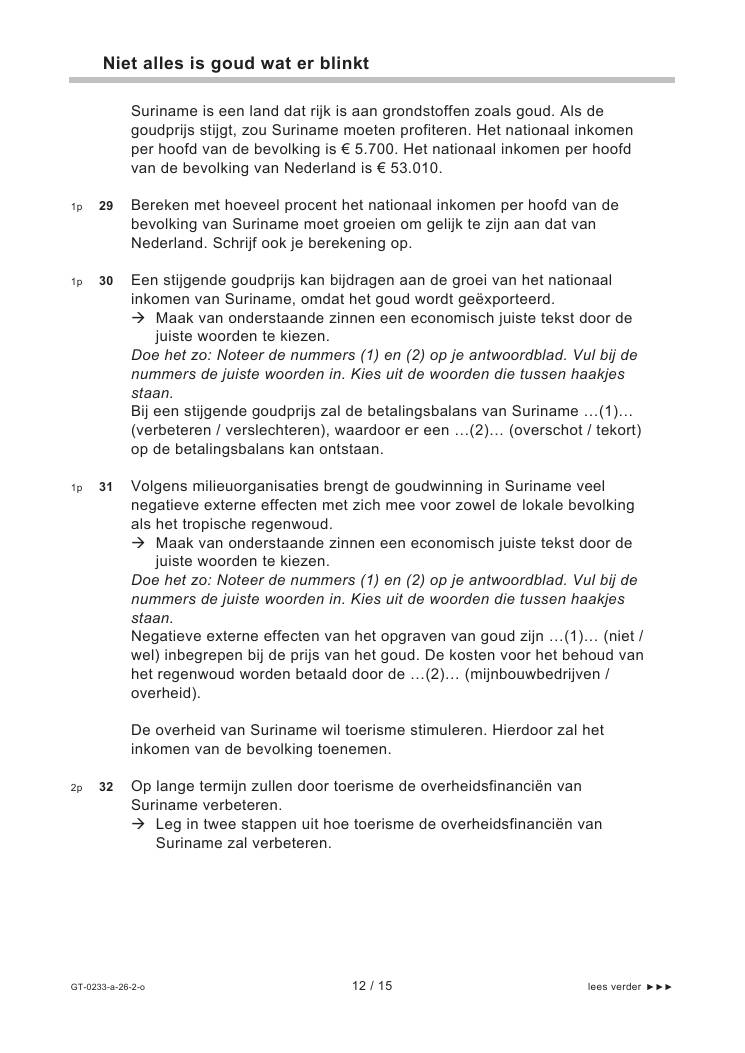 Niet alles is goud wat er blinkt
Suriname is een land dat rijk is aan grondstoffen zoals goud. Als de
goudprijs stijgt, zou Suriname moeten profiteren. Het nationaal inkomen
per hoofd van de bevolking is € 5.700. Het nationaal inkomen per hoofd
van de bevolking van Nederland is € 53.010.
1p 29 Bereken met hoeveel procent het nationaal inkomen per hoofd van de
bevolking van Suriname moet groeien om gelijk te zijn aan dat van
Nederland. Schrijf ook je berekening op.
1p 30 Een stijgende goudprijs kan bijdragen aan de groei van het nationaal
inkomen van Suriname, omdat het goud wordt geëxporteerd.
→ Maak van onderstaande zinnen een economisch juiste tekst door de
juiste woorden te kiezen.
Doe het zo: Noteer de nummers (1) en (2) op je antwoordblad. Vul bij de
nummers de juiste woorden in. Kies uit de woorden die tussen haakjes
staan.
Bij een stijgende goudprijs zal de betalingsbalans van Suriname …(1)…
(verbeteren / verslechteren), waardoor er een …(2)… (overschot / tekort)
op de betalingsbalans kan ontstaan.
1p 31 Volgens milieuorganisaties brengt de goudwinning in Suriname veel
negatieve externe effecten met zich mee voor zowel de lokale bevolking
als het tropische regenwoud.
→ Maak van onderstaande zinnen een economisch juiste tekst door de
juiste woorden te kiezen.
Doe het zo: Noteer de nummers (1) en (2) op je antwoordblad. Vul bij de
nummers de juiste woorden in. Kies uit de woorden die tussen haakjes
staan.
Negatieve externe effecten van het opgraven van goud zijn …(1)… (niet /
wel) inbegrepen bij de prijs van het goud. De kosten voor het behoud van
het regenwoud worden betaald door de …(2)… (mijnbouwbedrijven /
overheid).
De overheid van Suriname wil toerisme stimuleren. Hierdoor zal het
inkomen van de bevolking toenemen.
2p 32 Op lange termijn zullen door toerisme de overheidsfinanciën van
Suriname verbeteren.
→ Leg in twee stappen uit hoe toerisme de overheidsfinanciën van
Suriname zal verbeteren.
GT-0233-a-26-2-o 12 / 15 lees verder ►►►